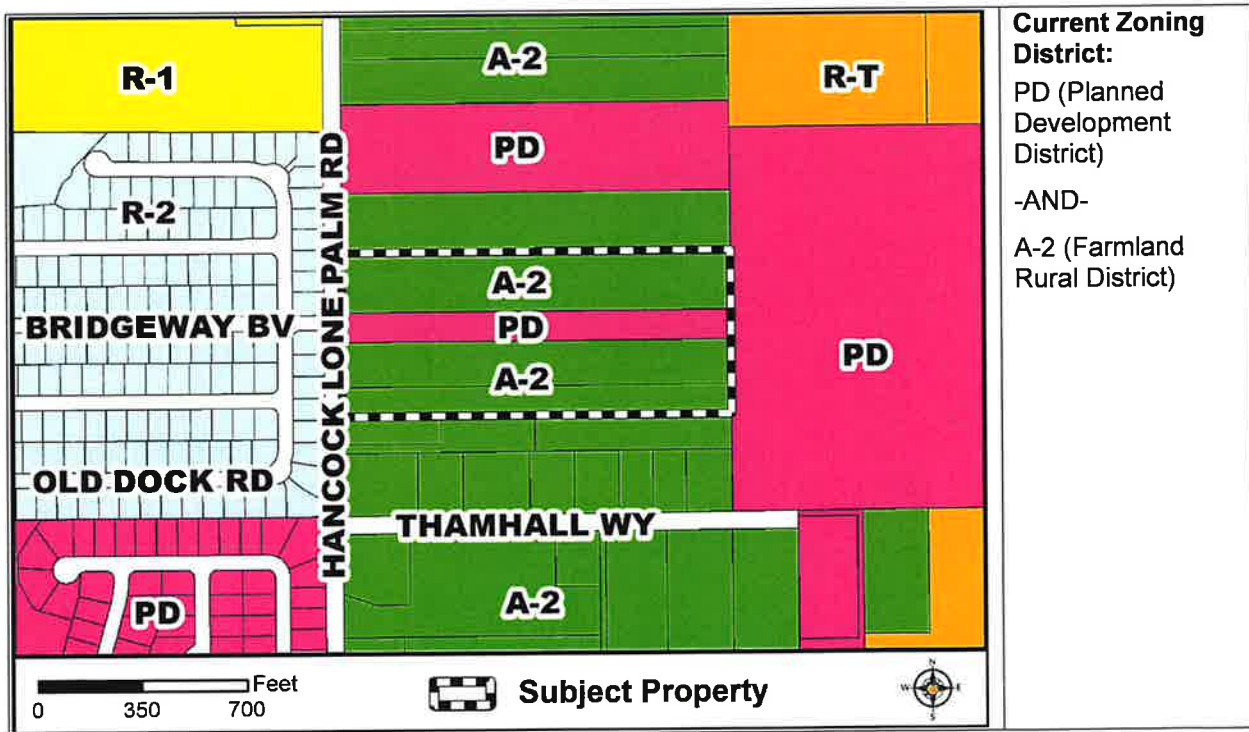 R-1
A-2
R-T
PD
R-2
HANCOCK LONE PALM RD
A-2
BRIDGEWAY BV
PD
PD
A-2
OLD DOCK RD
THAMHALL WY
PD
A-2
Feet
0 350 700
Subject Property
N
W E
S
Current Zoning
District:
PD (Planned
Development
District)
-AND-
A-2 (Farmland
Rural District)